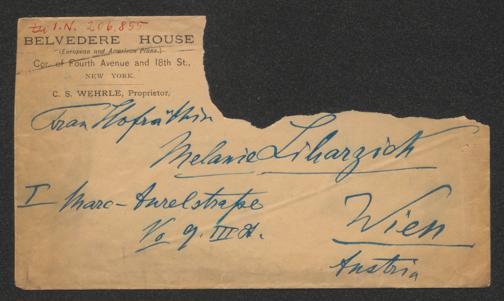 zu I.N. 206.855
BELVEDERE HOUSE
(European and American Plans.)
Cor. of Fourth Avenue and 18th St.,
NEW YORK.
C. S. WEHRLE, Proprietor.
Frau Hofräthin
Melanie Liharzick
I Marc-Aurelstraße
No 9. III St.
Wien
Austria